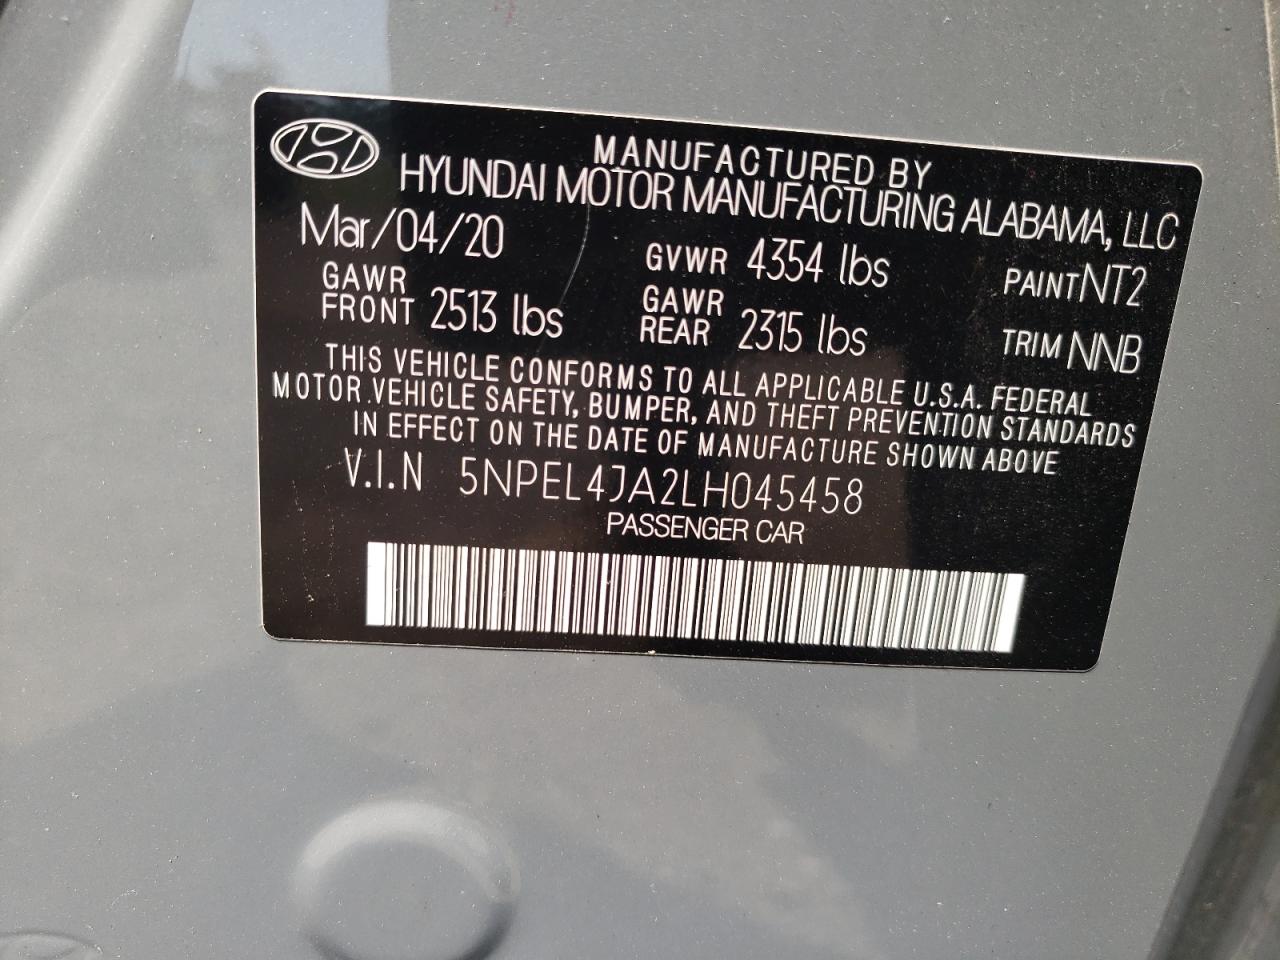 MANUFACTURED BY
HYUNDAI MOTOR MANUFACTURING ALABAMA, LLC
Mar/04/20 GVWR 4354 lbs PAINT NT2
GAWR FRONT 2513 lbs GAWR REAR 2315 lbs TRIM NNB
THIS VEHICLE CONFORMS TO ALL APPLICABLE U.S.A. FEDERAL
MOTOR VEHICLE SAFETY, BUMPER, AND THEFT PREVENTION STANDARDS
IN EFFECT ON THE DATE OF MANUFACTURE SHOWN ABOVE
V.I.N 5NPEL4JA2LH045458
PASSENGER CAR